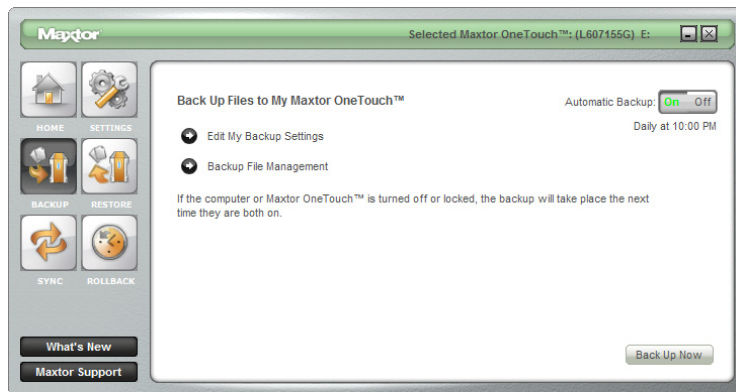 Maxtor
Selected Maxtor OneTouch™: (L607155G) E:
HOME
SETTINGS
BACKUP
RESTORE
SYNC
ROLLBACK
What's New
Maxtor Support
Back Up Files to My Maxtor OneTouch™
Automatic Backup: On Off
Daily at 10:00 PM
Edit My Backup Settings
Backup File Management
If the computer or Maxtor OneTouch™ is turned off or locked, the backup will take place the next
time they are both on.
Back Up Now